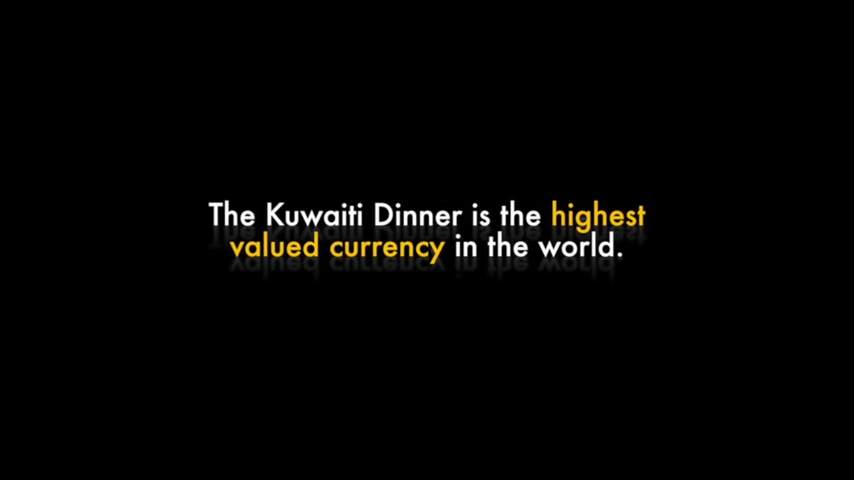 The Kuwaiti Dinner is the highest
valued currency in the world.